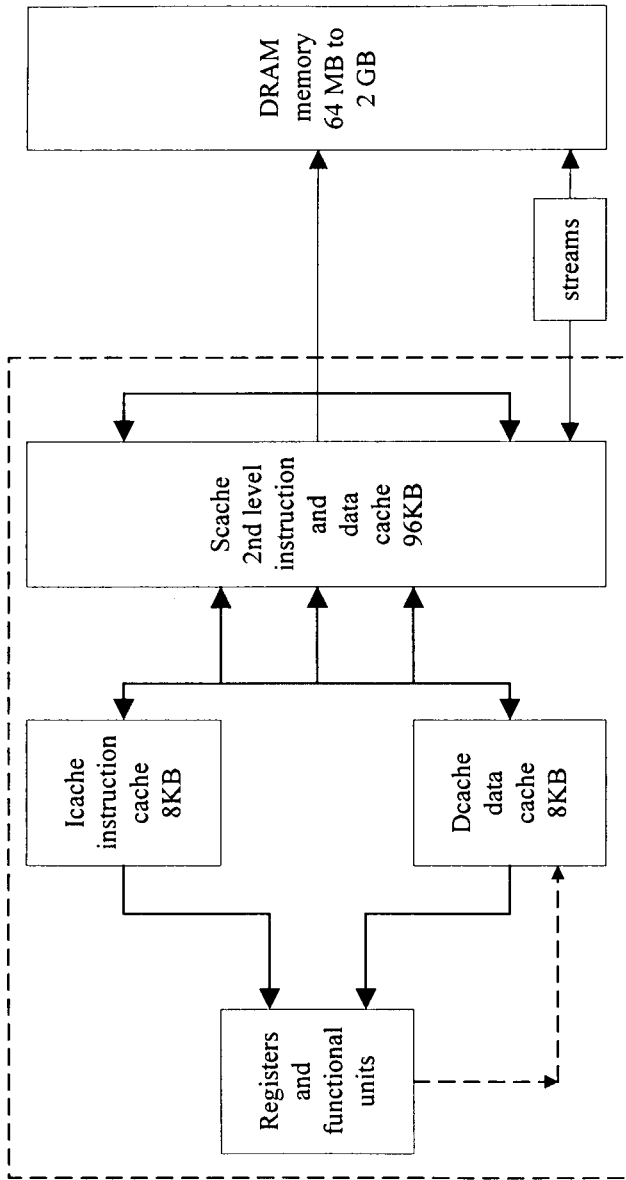 Registers
and
functional
units
Icache
instruction
cache
8KB
Dcache
data
cache
8KB
Scache
2nd level
instruction
and
data
cache
96KB
streams
DRAM
memory
64 MB to
2 GB